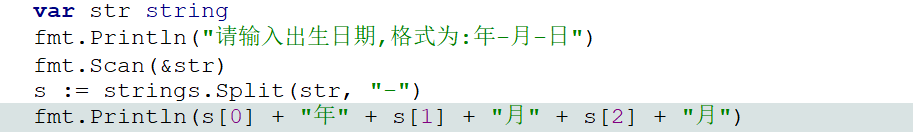 var str string
fmt.Println("请输入出生日期,格式为:年-月-日")
fmt.Scan(&str)
s := strings.Split(str, "-")
fmt.Println(s[0] + "年" + s[1] + "月" + s[2] + "月")